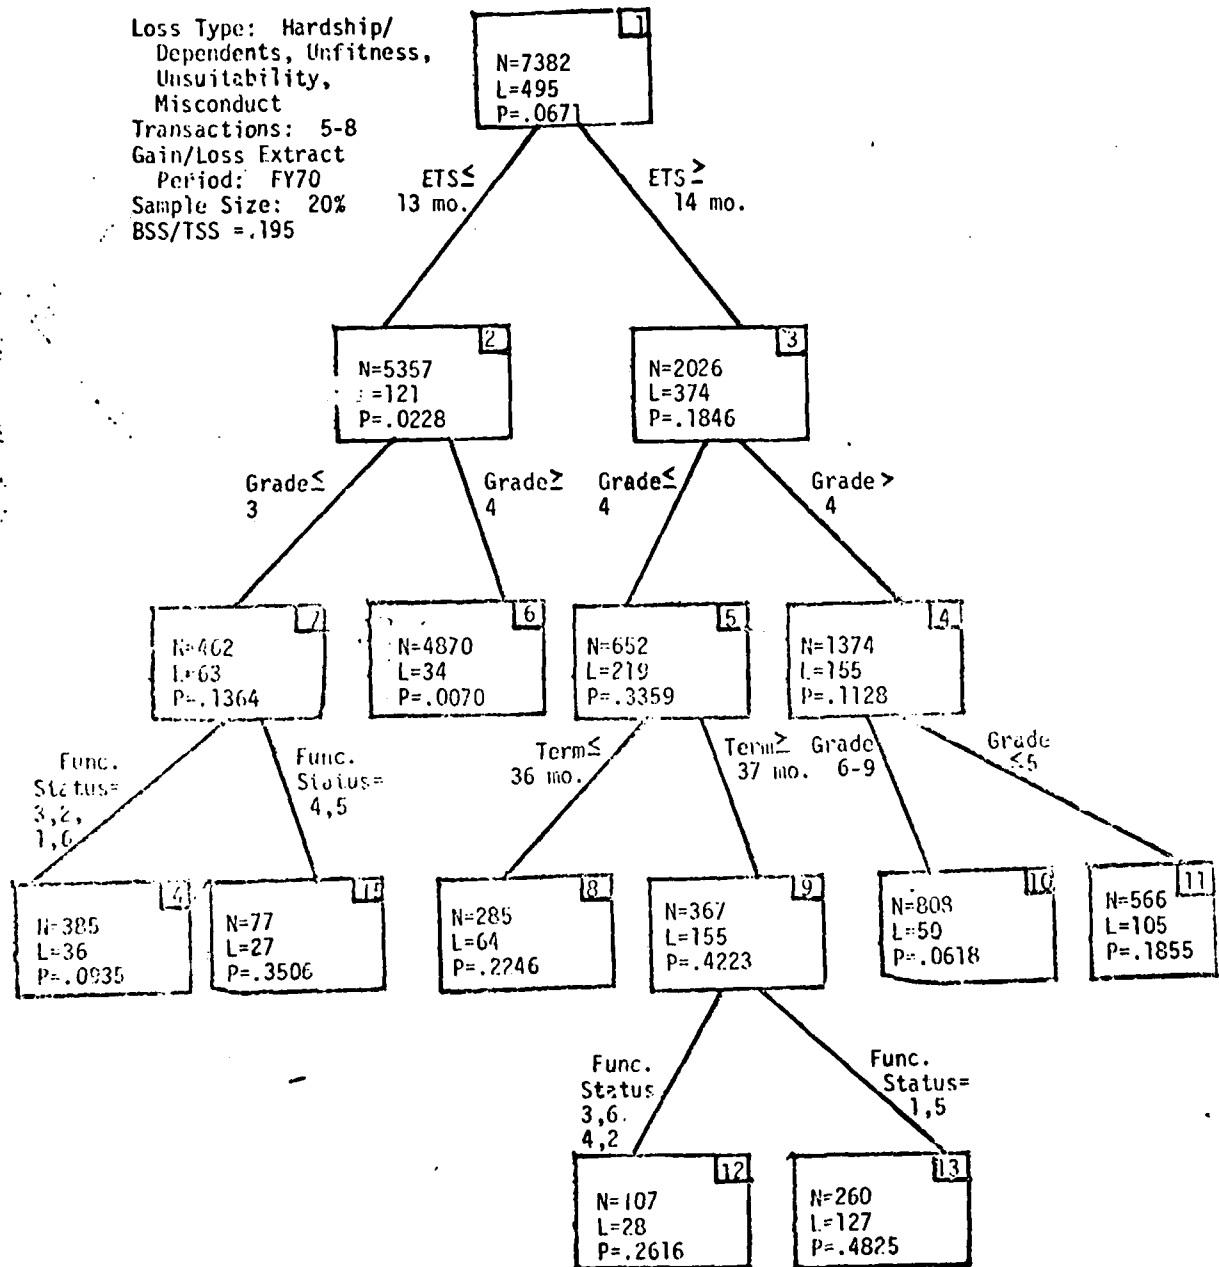 Loss Type: Hardship/
Dependents, Unfitness,
Unsuitability,
Misconduct
Transactions: 5-8
Gain/Loss Extract
Period: FY70
Sample Size: 20%
BSS/TSS =.195
1
N=7382
L=495
P=.0671
ETS≤
13 mo.
ETS≥
14 mo.
2
N=5357
=121
P=.0228
3
N=2026
L=374
P=.1846
Grade≤
3
Grade≥
4
Grade≤
4
Grade>
4
7
N=462
L=63
P=.1364
6
N=4870
L=34
P=.0070
5
N=652
L=219
P=.3359
4
N=1374
L=155
P=.1128
Func.
Status=
3,2,
1,6
Func.
Status=
4,5
Term≤
36 mo.
Term≥
37 mo.
Grade
6-9
Grade
≤5
4
N=385
L=36
P=.0935
15
N=77
L=27
P=.3506
8
N=285
L=64
P=.2246
9
N=367
L=155
P=.4223
10
N=808
L=50
P=.0618
11
N=566
L=105
P=.1855
Func.
Status
3,6.
4,2
Func.
Status=
1,5
12
N=107
L=28
P=.2616
13
N=260
L=127
P=.4825